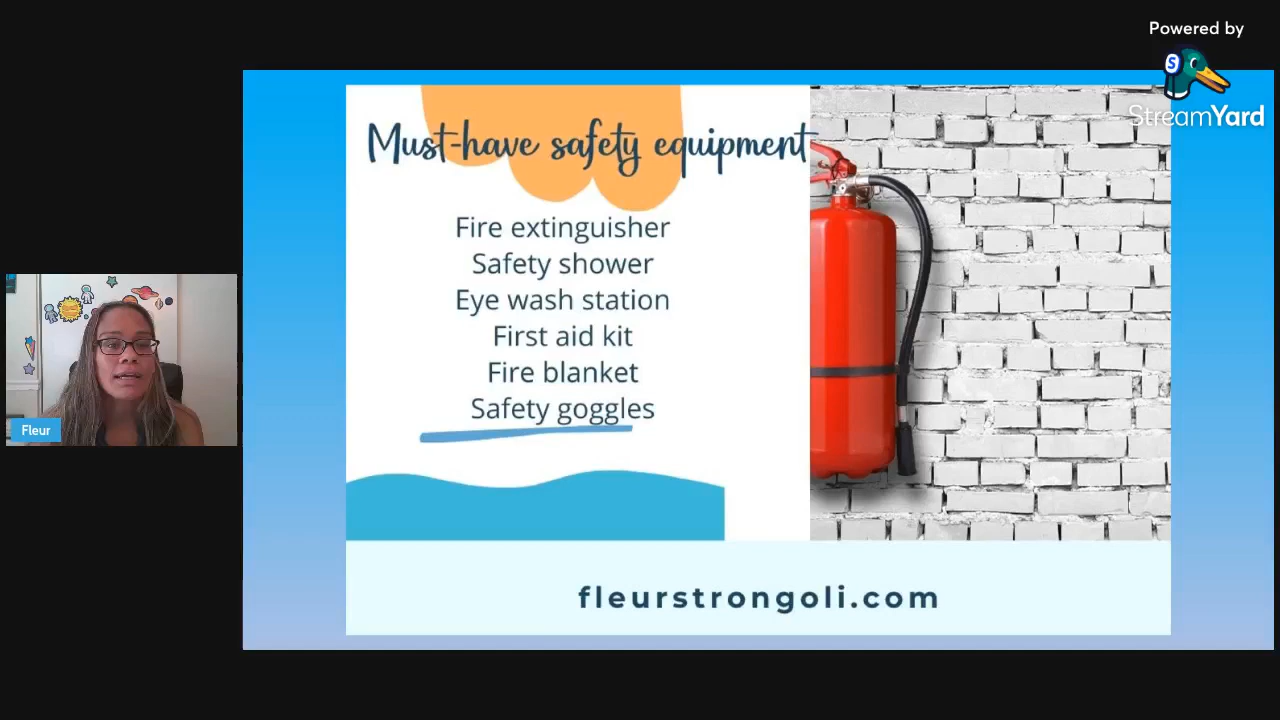 Powered by
S
StreamYard
Must-have safety equipment
Fire extinguisher
Safety shower
Eye wash station
First aid kit
Fire blanket
Safety goggles
Fleur
fleurstrongoli.com